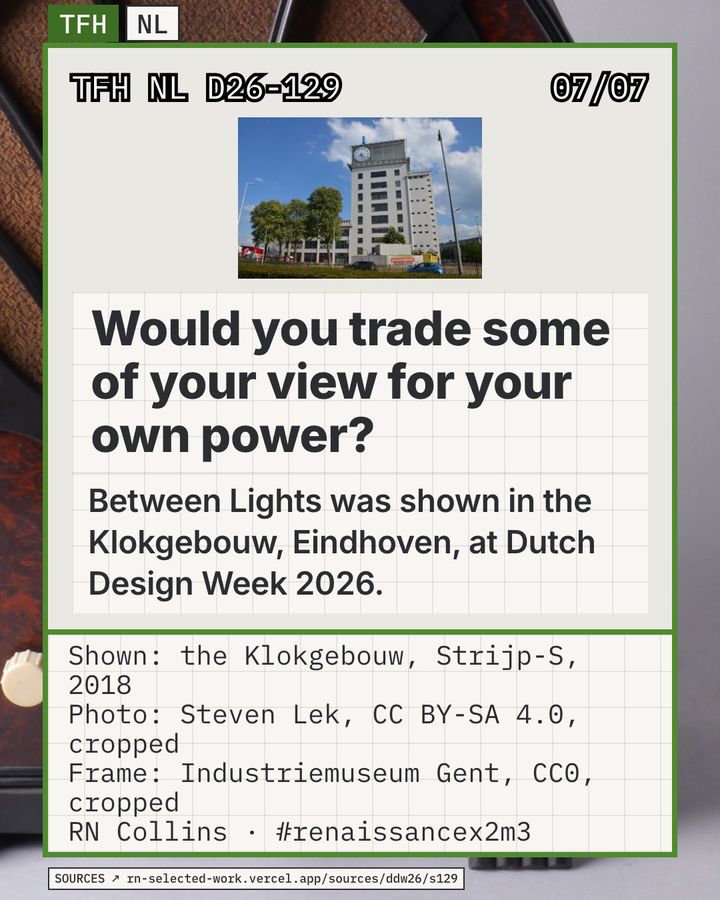 TFH NL
TFH NL D26-129 07/07
Would you trade some
of your view for your
own power?
Between Lights was shown in the
Klokgebouw, Eindhoven, at Dutch
Design Week 2026.
Shown: the Klokgebouw, Strijp-S,
2018
Photo: Steven Lek, CC BY-SA 4.0,
cropped
Frame: Industriemuseum Gent, CC0,
cropped
RN Collins · #renaissancex2m3
SOURCES ↗ rn-selected-work.vercel.app/sources/ddw26/s129